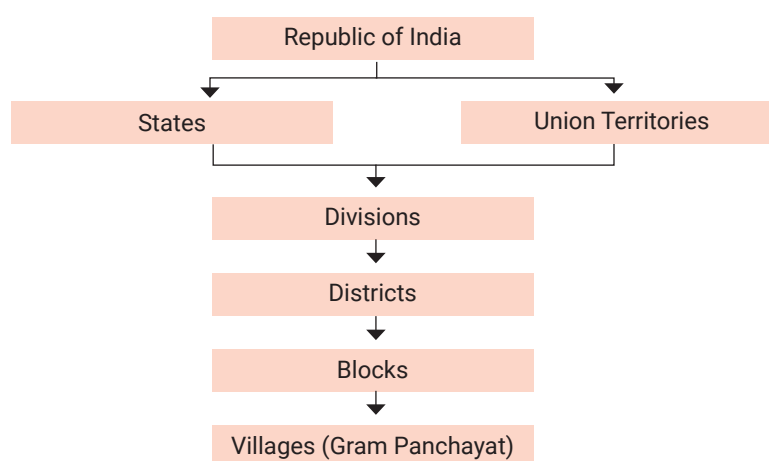 Republic of India
States
Union Territories
Divisions
Districts
Blocks
Villages (Gram Panchayat)